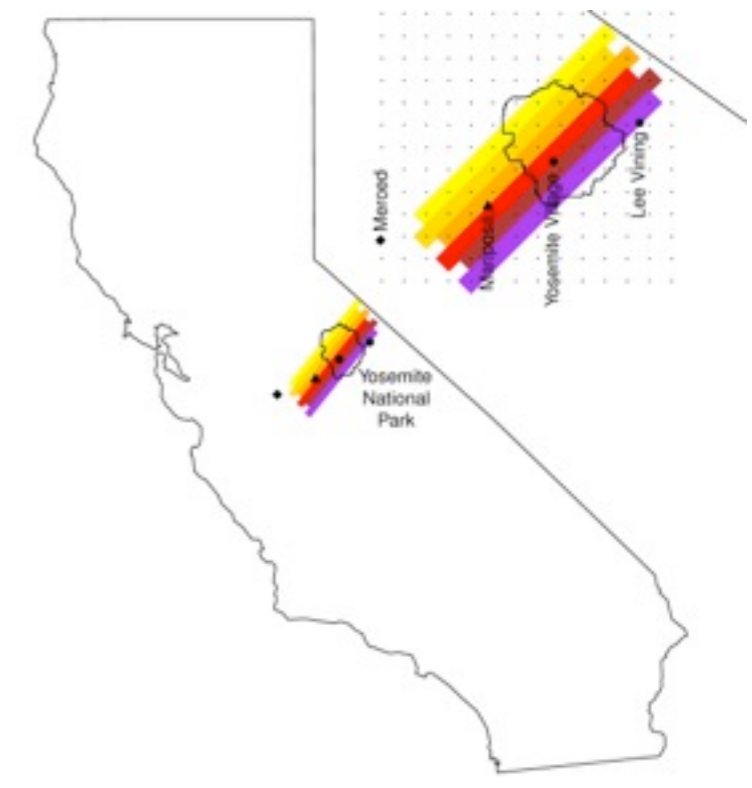 Merced
Mariposa
Yosemite Village
Lee Vining
Yosemite
National
Park